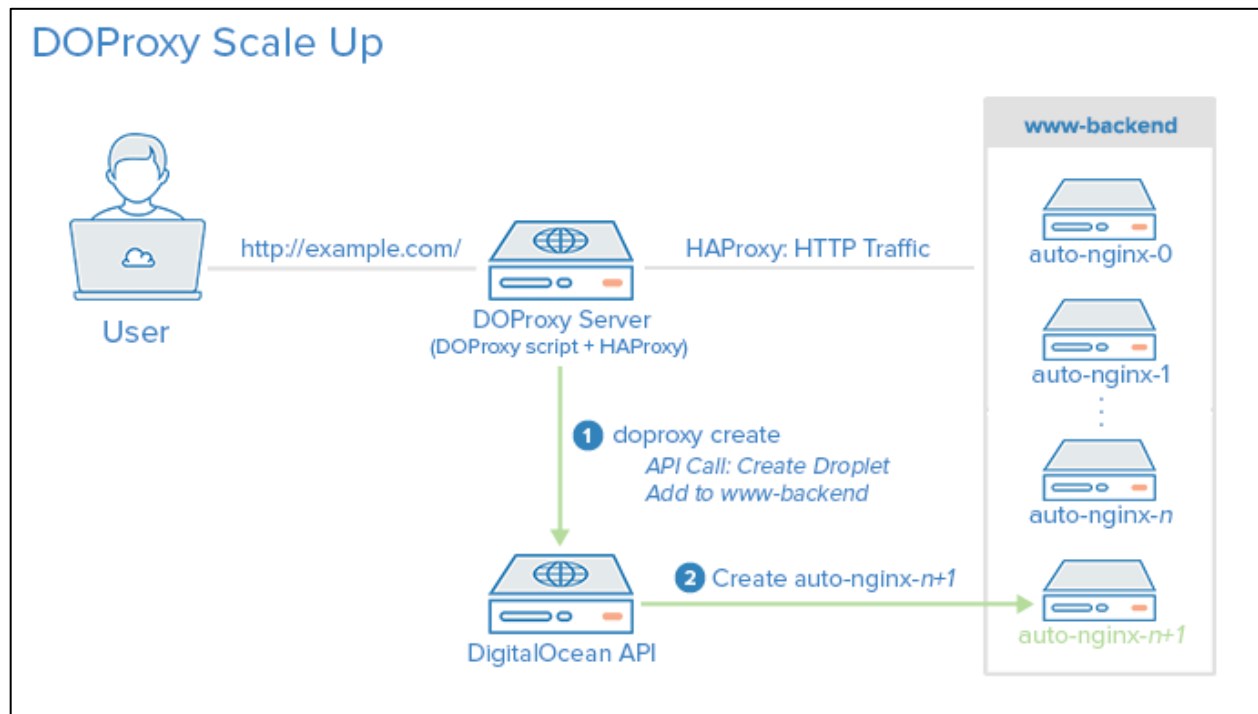 DOProxy Scale Up
www-backend
http://example.com/
HAProxy: HTTP Traffic
auto-nginx-0
User
DOProxy Server
(DOProxy script + HAProxy)
auto-nginx-1
1 doproxy create
API Call: Create Droplet
Add to www-backend
auto-nginx-n
2 Create auto-nginx-n+1
auto-nginx-n+1
DigitalOcean API